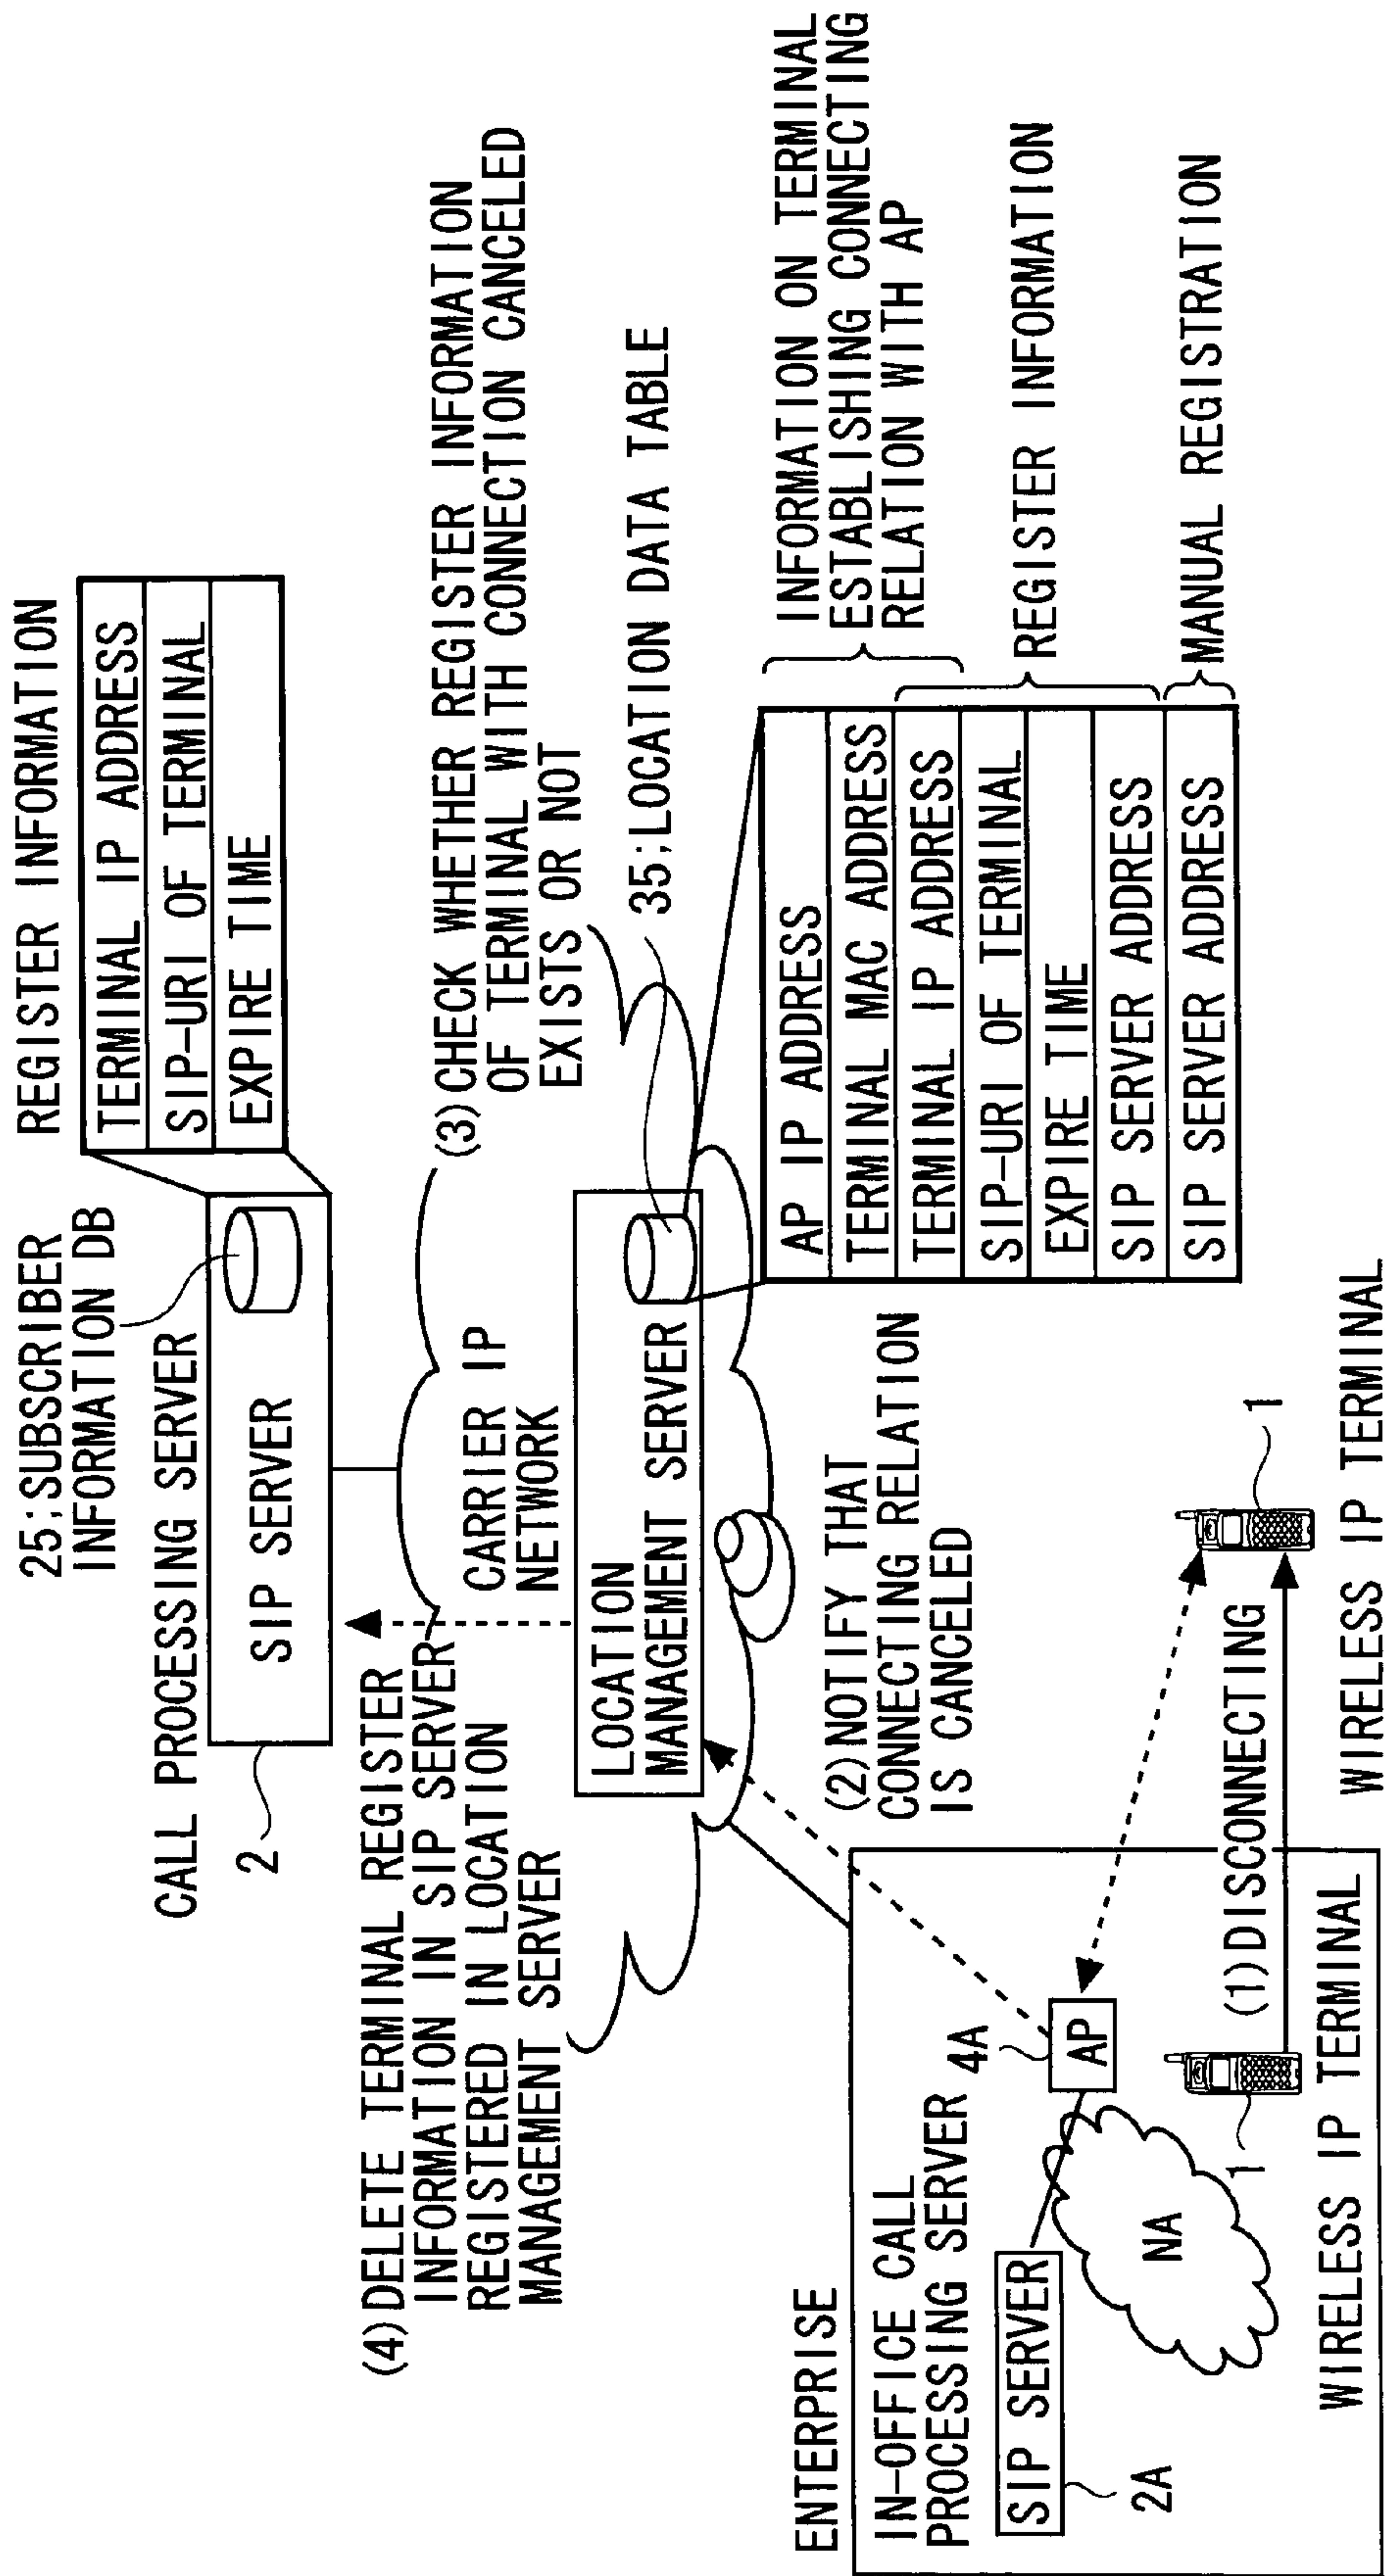 25;SUBSCRIBER
INFORMATION DB
REGISTER INFORMATION
TERMINAL IP ADDRESS
SIP-URI OF TERMINAL
EXPIRE TIME
CALL PROCESSING SERVER
SIP SERVER
2
(4)DELETE TERMINAL REGISTER
INFORMATION IN SIP SERVER
REGISTERED IN LOCATION
MANAGEMENT SERVER
CARRIER IP
NETWORK
(3)CHECK WHETHER REGISTER INFORMATION
OF TERMINAL WITH CONNECTION CANCELED
EXISTS OR NOT
LOCATION
MANAGEMENT SERVER
35;LOCATION DATA TABLE
AP IP ADDRESS
TERMINAL MAC ADDRESS
TERMINAL IP ADDRESS
SIP-URI OF TERMINAL
EXPIRE TIME
SIP SERVER ADDRESS
SIP SERVER ADDRESS
INFORMATION ON TERMINAL
ESTABLISHING CONNECTING
RELATION WITH AP
REGISTER INFORMATION
MANUAL REGISTRATION
(2)NOTIFY THAT
CONNECTING RELATION
IS CANCELED
ENTERPRISE
IN-OFFICE CALL
PROCESSING SERVER
SIP SERVER
2A
4A
AP
NA
1
(1)DISCONNECTING
1
WIRELESS IP TERMINAL
WIRELESS IP TERMINAL